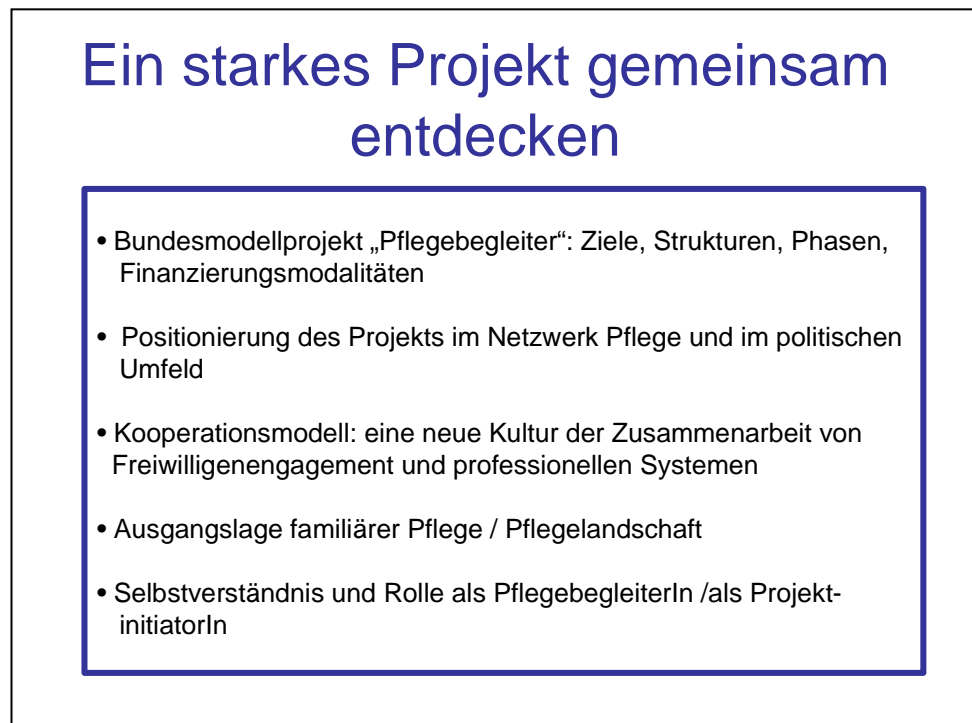 Ein starkes Projekt gemeinsam
entdecken
• Bundesmodellprojekt „Pflegebegleiter“: Ziele, Strukturen, Phasen,
Finanzierungsmodalitäten
• Positionierung des Projekts im Netzwerk Pflege und im politischen
Umfeld
• Kooperationsmodell: eine neue Kultur der Zusammenarbeit von
Freiwilligenengagement und professionellen Systemen
• Ausgangslage familiärer Pflege / Pflegelandschaft
• Selbstverständnis und Rolle als PflegebegleiterIn /als Projekt-
initiatorIn